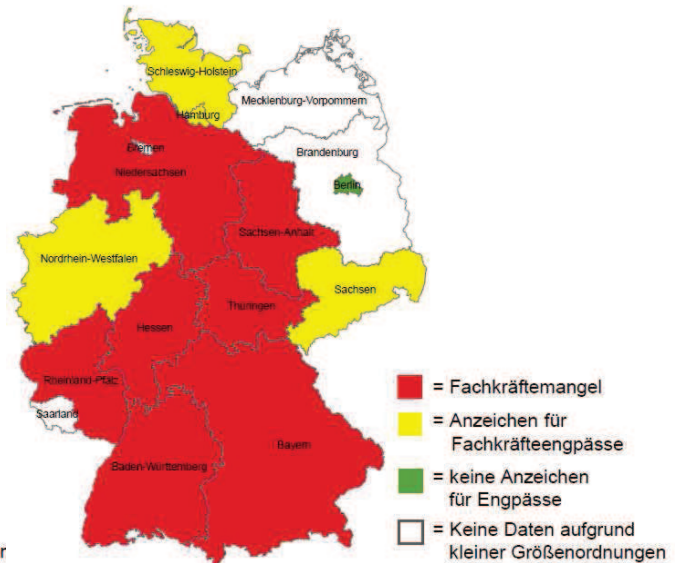 Schleswig-Holstein
Mecklenburg-Vorpommern
Hamburg
Bremen
Brandenburg
Niedersachsen
Berlin
Sachsen-Anhalt
Nordrhein-Westfalen
Sachsen
Thüringen
Hessen
Rheinland-Pfalz
Saarland
Bayern
Baden-Württemberg
= Fachkräftemangel
= Anzeichen für
Fachkräfteengpässe
= keine Anzeichen
für Engpässe
= Keine Daten aufgrund
kleiner Größenordnungen